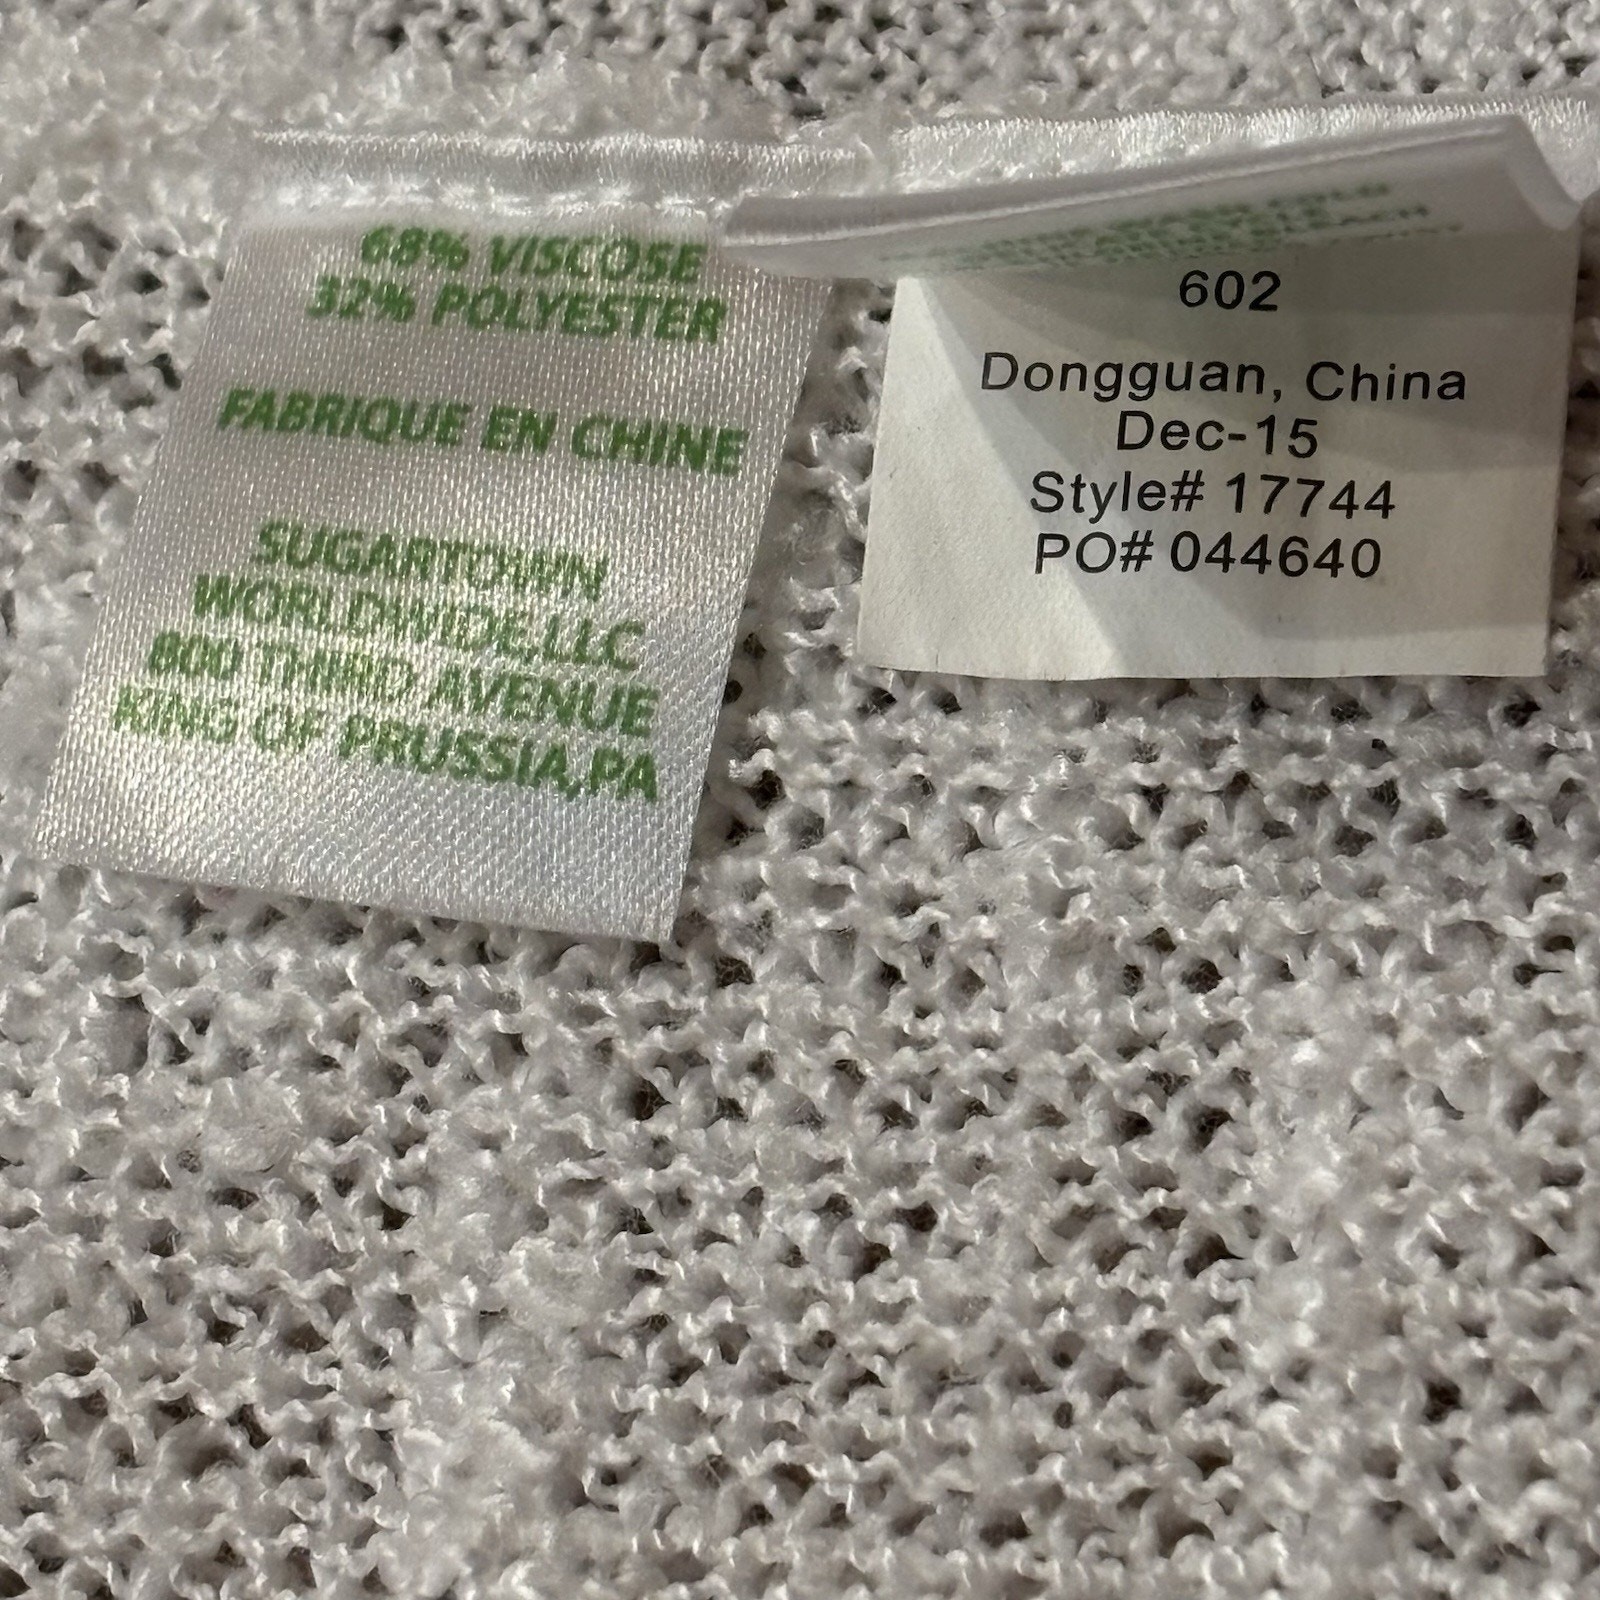 68% VISCOSE
32% POLYESTER
FABRIQUE EN CHINE
SUGARTOWN
WORLDWIDE,LLC
800 THIRD AVENUE
KING OF PRUSSIA,PA
602
Dongguan, China
Dec-15
Style# 17744
PO# 044640